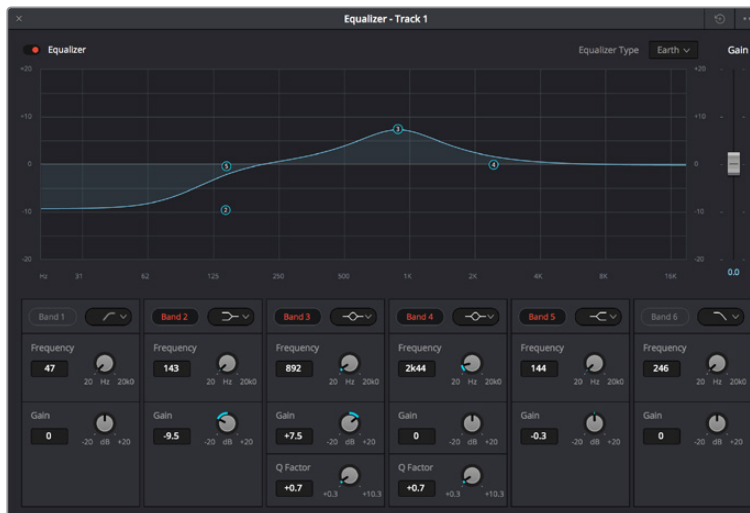 Equalizer - Track 1
Equalizer
Equalizer Type
Earth
Gain
+20
+20
+10
+10
0
0
-10
-10
-20
-20
5
3
4
2
Hz 31 62 125 250 500 1K 2K 4K 8K 16K
0.0
Band 1
Band 2
Band 3
Band 4
Band 5
Band 6
Frequency
47
20 Hz 20k0
Frequency
143
20 Hz 20k0
Frequency
892
20 Hz 20k0
Frequency
2k44
20 Hz 20k0
Frequency
144
20 Hz 20k0
Frequency
246
20 Hz 20k0
Gain
0
-20 dB +20
Gain
-9.5
-20 dB +20
Gain
+7.5
-20 dB +20
Gain
0
-20 dB +20
Gain
-0.3
-20 dB +20
Gain
0
-20 dB +20
Q Factor
+0.7
+0.3 +10.3
Q Factor
+0.7
+0.3 +10.3